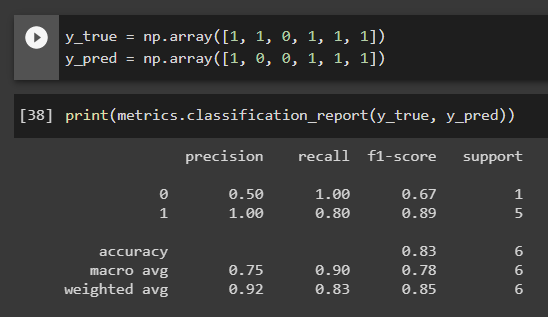 y_true = np.array([1, 1, 0, 1, 1, 1])
y_pred = np.array([1, 0, 0, 1, 1, 1])
[38] print(metrics.classification_report(y_true, y_pred))
precision recall f1-score support
0 0.50 1.00 0.67 1
1 1.00 0.80 0.89 5
accuracy 0.83 6
macro avg 0.75 0.90 0.78 6
weighted avg 0.92 0.83 0.85 6